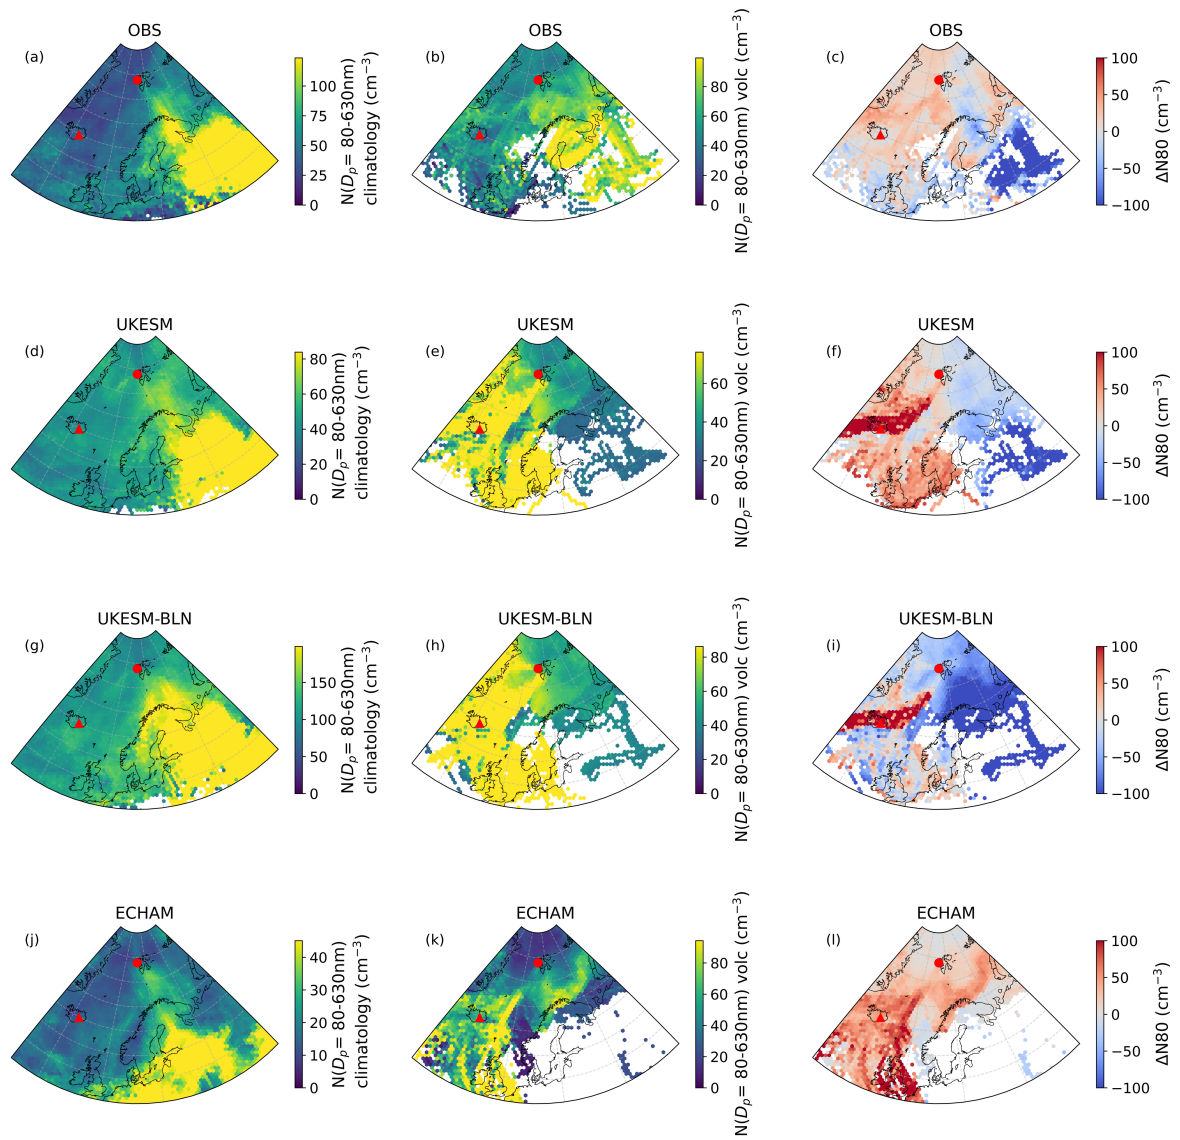 OBS
(a)
100
75
50
25
0
N(Dₚ= 80-630nm)
climatology (cm⁻³)
OBS
(b)
80
60
40
20
0
N(Dₚ= 80-630nm) volc (cm⁻³)
OBS
(c)
100
50
0
−50
−100
ΔN80 (cm⁻³)
UKESM
(d)
80
60
40
20
0
N(Dₚ= 80-630nm)
climatology (cm⁻³)
UKESM
(e)
60
40
20
0
N(Dₚ= 80-630nm) volc (cm⁻³)
UKESM
(f)
100
50
0
−50
−100
ΔN80 (cm⁻³)
UKESM-BLN
(g)
150
100
50
0
N(Dₚ= 80-630nm)
climatology (cm⁻³)
UKESM-BLN
(h)
80
60
40
20
0
N(Dₚ= 80-630nm) volc (cm⁻³)
UKESM-BLN
(i)
100
50
0
−50
−100
ΔN80 (cm⁻³)
ECHAM
(j)
40
30
20
10
0
N(Dₚ= 80-630nm)
climatology (cm⁻³)
ECHAM
(k)
80
60
40
20
0
N(Dₚ= 80-630nm) volc (cm⁻³)
ECHAM
(l)
100
50
0
−50
−100
ΔN80 (cm⁻³)